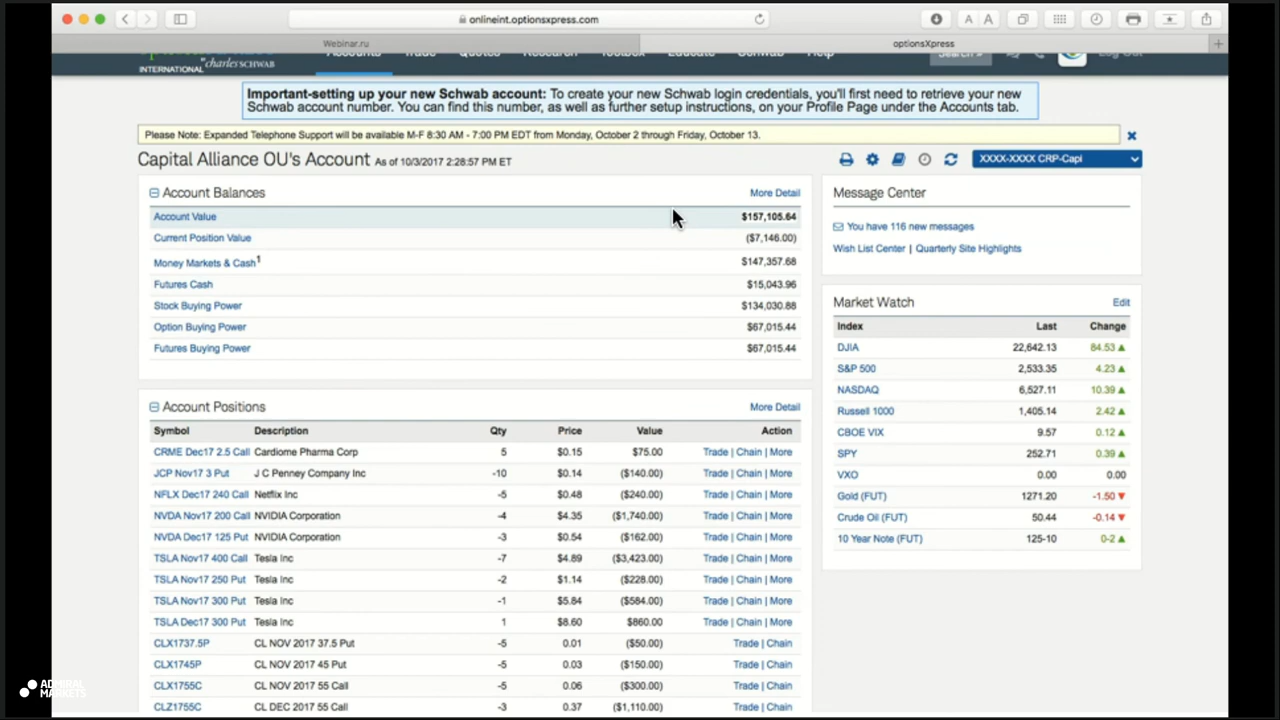 onlineint.optionsxpress.com
A A
Webinar.ru
optionsXpress
Accounts Trade Quotes Research Toolbox Educate Schwab Help
Search
Log Out
INTERNATIONAL by charles SCHWAB
Important-setting up your new Schwab account: To create your new Schwab login credentials, you'll first need to retrieve your new
Schwab account number. You can find this number, as well as further setup instructions, on your Profile Page under the Accounts tab.
Please Note: Expanded Telephone Support will be available M-F 8:30 AM - 7:00 PM EDT from Monday, October 2 through Friday, October 13.
Capital Alliance OU's Account As of 10/3/2017 2:28:57 PM ET
XXXX-XXXX CRP-Capi
Account Balances More Detail
Account Value $157,105.64
Current Position Value ($7,146.00)
Money Markets & Cash1 $147,357.68
Futures Cash $15,043.96
Stock Buying Power $134,030.88
Option Buying Power $67,015.44
Futures Buying Power $67,015.44
Account Positions More Detail
Symbol Description Qty Price Value Action
CRME Dec17 2.5 Call Cardiome Pharma Corp 5 $0.15 $75.00 Trade | Chain | More
JCP Nov17 3 Put J C Penney Company Inc -10 $0.14 ($140.00) Trade | Chain | More
NFLX Dec17 240 Call Netflix Inc -5 $0.48 ($240.00) Trade | Chain | More
NVDA Nov17 200 Call NVIDIA Corporation -4 $4.35 ($1,740.00) Trade | Chain | More
NVDA Dec17 125 Put NVIDIA Corporation -3 $0.54 ($162.00) Trade | Chain | More
TSLA Nov17 400 Call Tesla Inc -7 $4.89 ($3,423.00) Trade | Chain | More
TSLA Nov17 250 Put Tesla Inc -2 $1.14 ($228.00) Trade | Chain | More
TSLA Nov17 300 Put Tesla Inc -1 $5.84 ($584.00) Trade | Chain | More
TSLA Dec17 300 Put Tesla Inc 1 $8.60 $860.00 Trade | Chain | More
CLX1737.5P CL NOV 2017 37.5 Put -5 0.01 ($50.00) Trade | Chain
CLX1745P CL NOV 2017 45 Put -5 0.03 ($150.00) Trade | Chain
CLX1755C CL NOV 2017 55 Call -5 0.06 ($300.00) Trade | Chain
CLZ1755C CL DEC 2017 55 Call -3 0.37 ($1,110.00) Trade | Chain
Message Center
You have 116 new messages
Wish List Center | Quarterly Site Highlights
Market Watch Edit
Index Last Change
DJIA 22,642.13 84.53
S&P 500 2,533.35 4.23
NASDAQ 6,527.11 10.39
Russell 1000 1,405.14 2.42
CBOE VIX 9.57 0.12
SPY 252.71 0.39
VXO 0.00 0.00
Gold (FUT) 1271.20 -1.50
Crude Oil (FUT) 50.44 -0.14
10 Year Note (FUT) 125-10 0-2
ADMIRAL
MARKETS